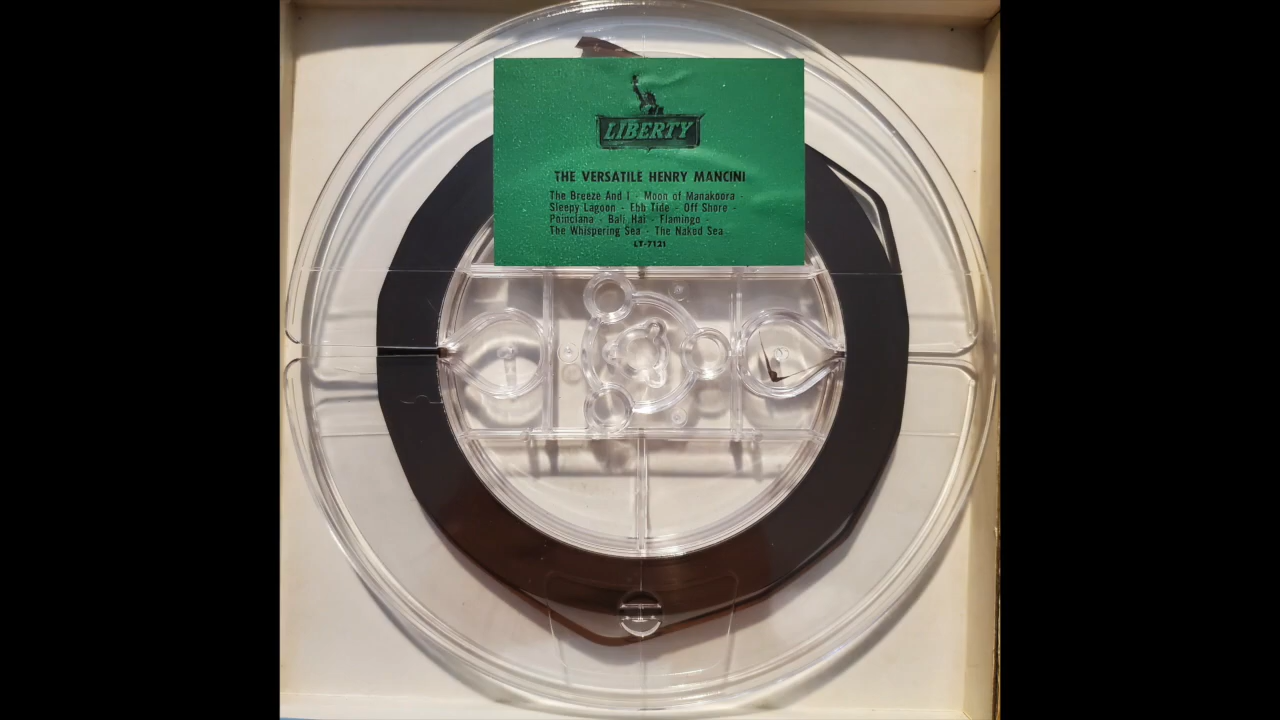 LIBERTY
THE VERSATILE HENRY MANCINI
The Breeze And I - Moon of Manakoora -
Sleepy Lagoon - Ebb Tide - Off Shore -
Poinciana - Bali Hai - Flamingo -
The Whispering Sea - The Naked Sea
LT-7121